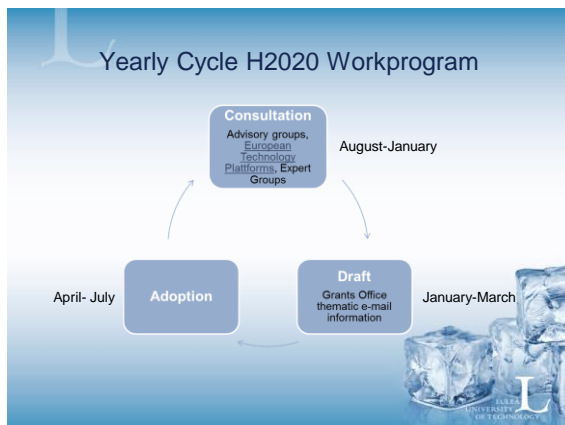 Yearly Cycle H2020 Workprogram
Consultation
Advisory groups,
European
Technology
Plattforms, Expert
Groups
August-January
Draft
Grants Office
thematic e-mail
information
January-March
Adoption
April- July
L
LULEÅ
UNIVERSITY
OF TECHNOLOGY